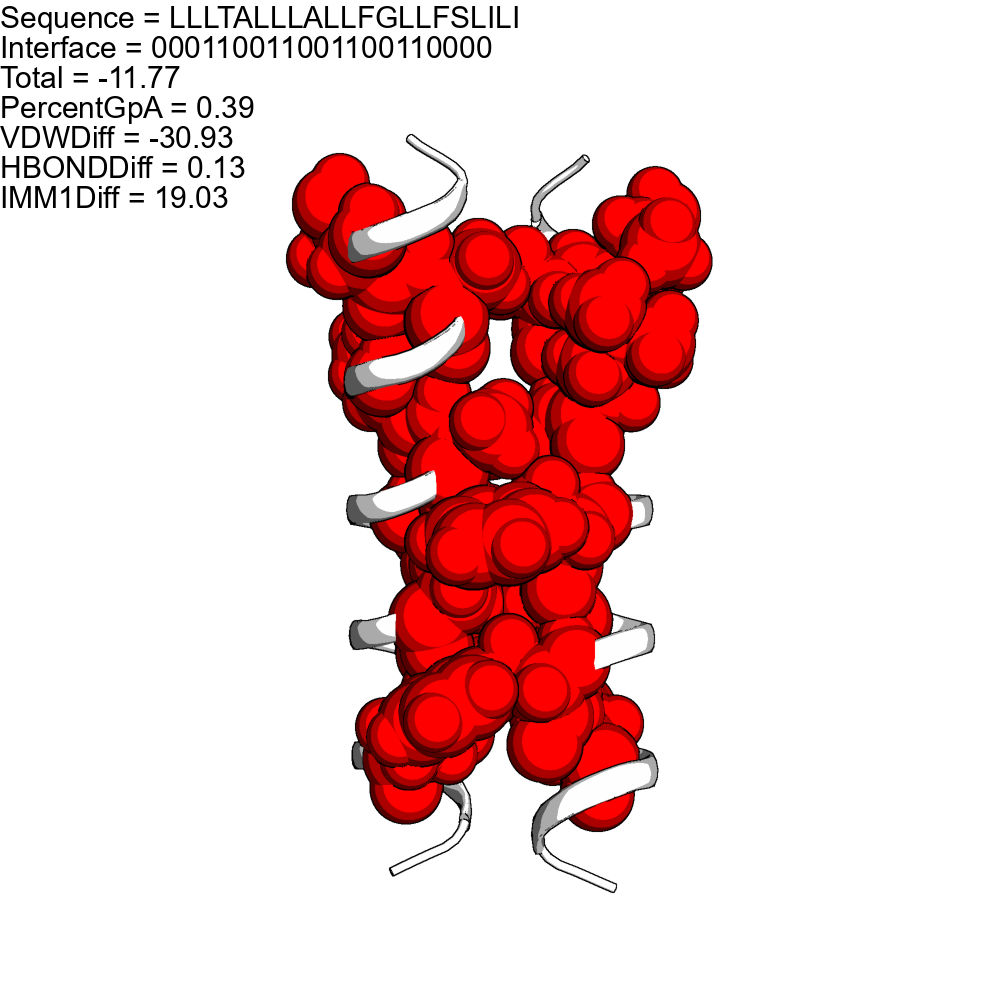 Sequence = LLLTALLLALLFGLLFSLILI
Interface = 000110011001100110000
Total = -11.77
PercentGpA = 0.39
VDWDiff = -30.93
HBONDDiff = 0.13
IMM1Diff = 19.03